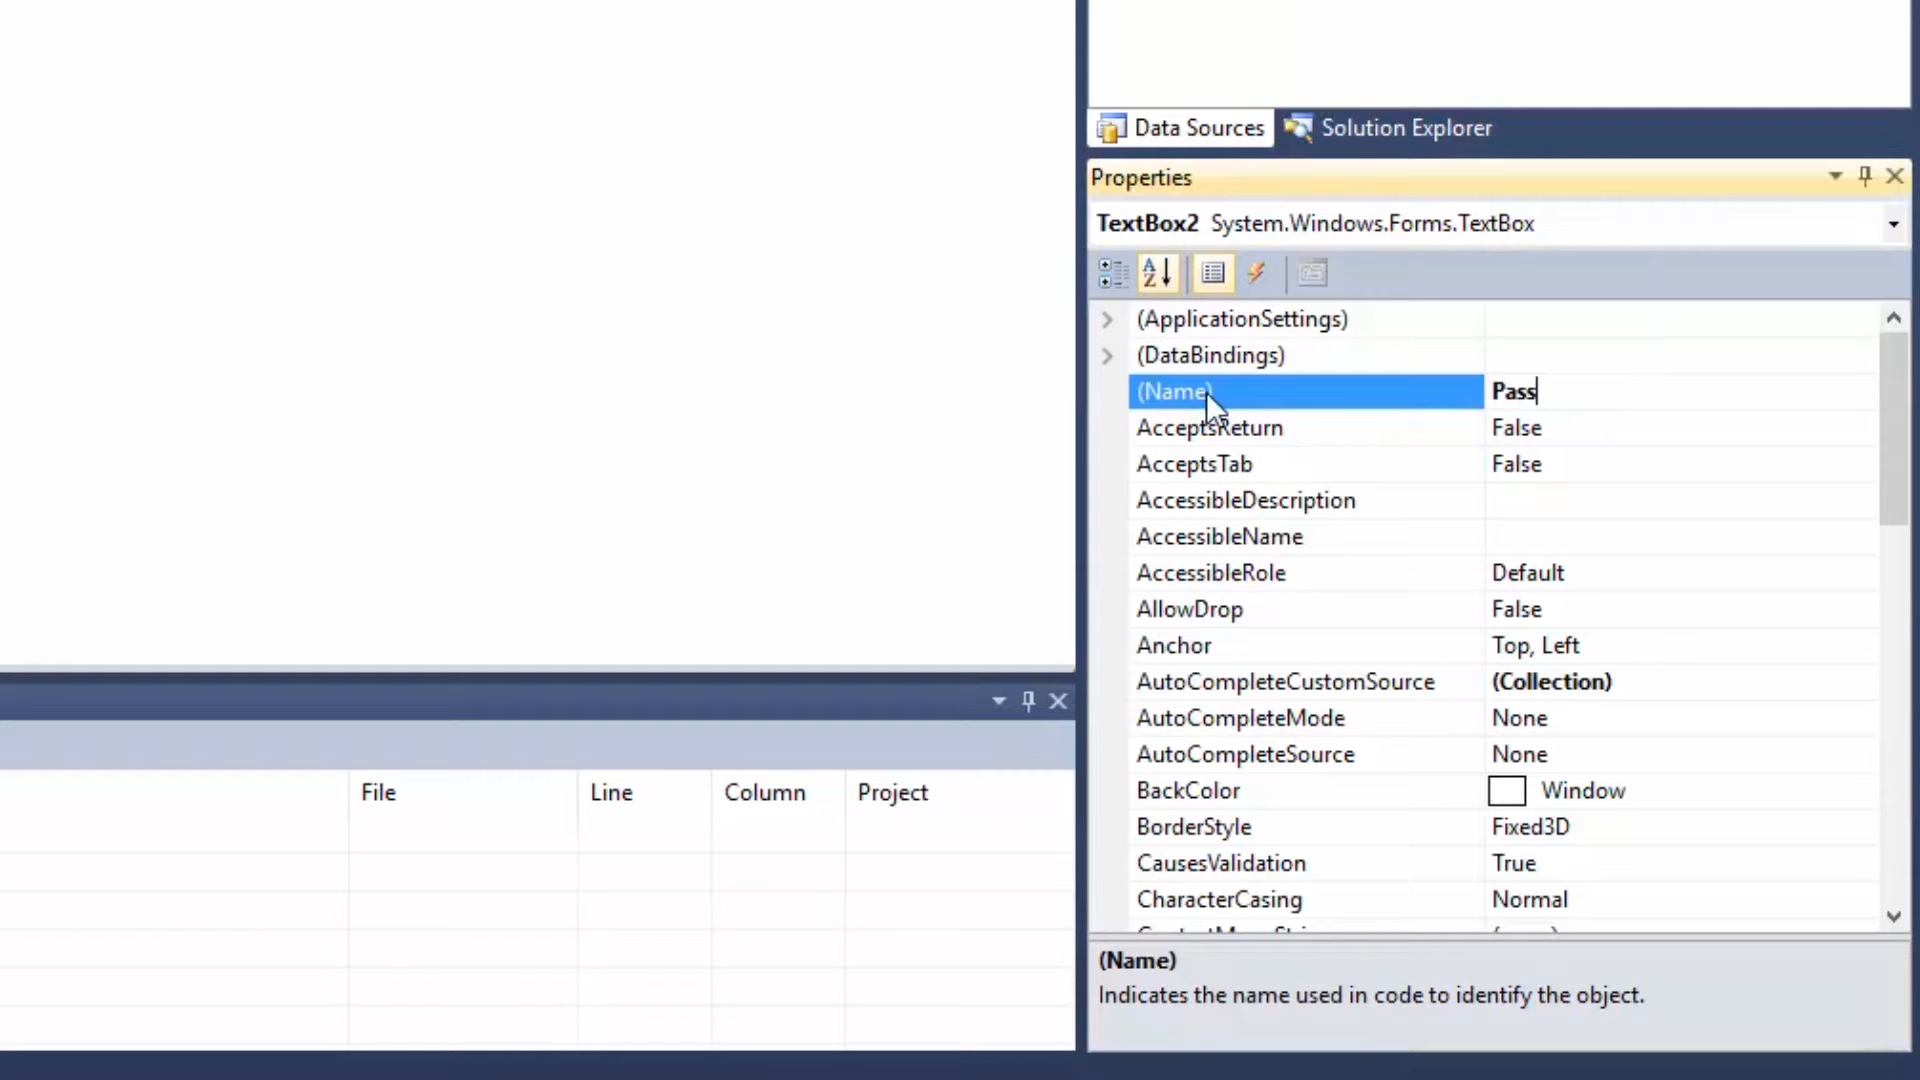 Data Sources Solution Explorer
Properties
TextBox2 System.Windows.Forms.TextBox
(ApplicationSettings)
(DataBindings)
(Name) Pass
AcceptsReturn False
AcceptsTab False
AccessibleDescription
AccessibleName
AccessibleRole Default
AllowDrop False
Anchor Top, Left
AutoCompleteCustomSource (Collection)
AutoCompleteMode None
AutoCompleteSource None
BackColor Window
BorderStyle Fixed3D
CausesValidation True
CharacterCasing Normal
File Line Column Project
(Name)
Indicates the name used in code to identify the object.